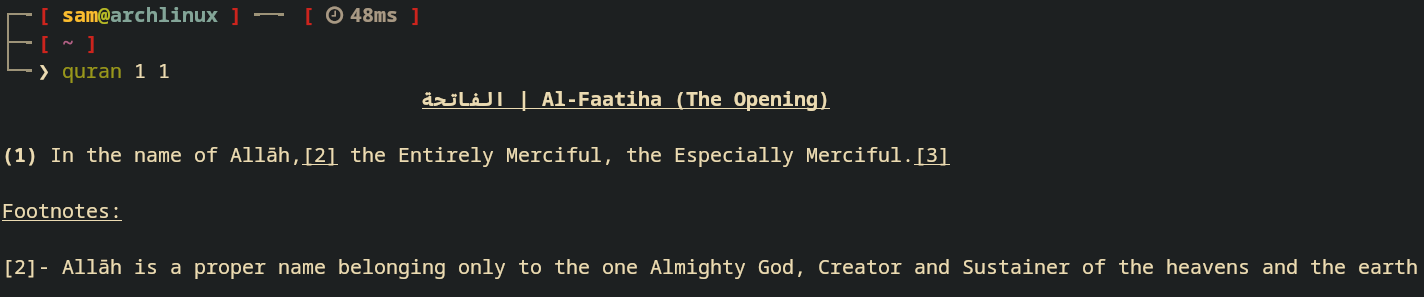 [ sam@archlinux ] [ 48ms ]
[ ~ ]
❯ quran 1 1
الفاتحة | Al-Faatiha (The Opening)
(1) In the name of Allāh,[2] the Entirely Merciful, the Especially Merciful.[3]
Footnotes:
[2]- Allāh is a proper name belonging only to the one Almighty God, Creator and Sustainer of the heavens and the earth